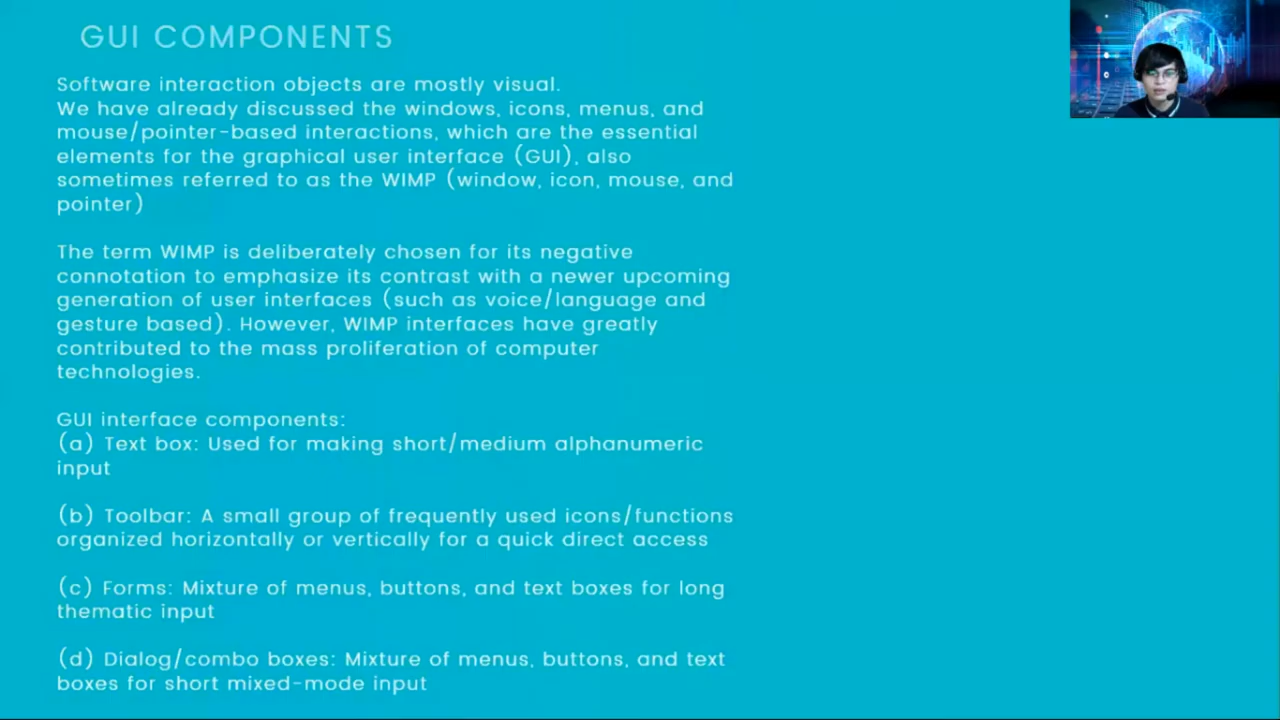 GUI COMPONENTS
Software interaction objects are mostly visual.
We have already discussed the windows, icons, menus, and
mouse/pointer-based interactions, which are the essential
elements for the graphical user interface (GUI), also
sometimes referred to as the WIMP (window, icon, mouse, and
pointer)
The term WIMP is deliberately chosen for its negative
connotation to emphasize its contrast with a newer upcoming
generation of user interfaces (such as voice/language and
gesture based). However, WIMP interfaces have greatly
contributed to the mass proliferation of computer
technologies.
GUI interface components:
(a) Text box: Used for making short/medium alphanumeric
input
(b) Toolbar: A small group of frequently used icons/functions
organized horizontally or vertically for a quick direct access
(c) Forms: Mixture of menus, buttons, and text boxes for long
thematic input
(d) Dialog/combo boxes: Mixture of menus, buttons, and text
boxes for short mixed-mode input